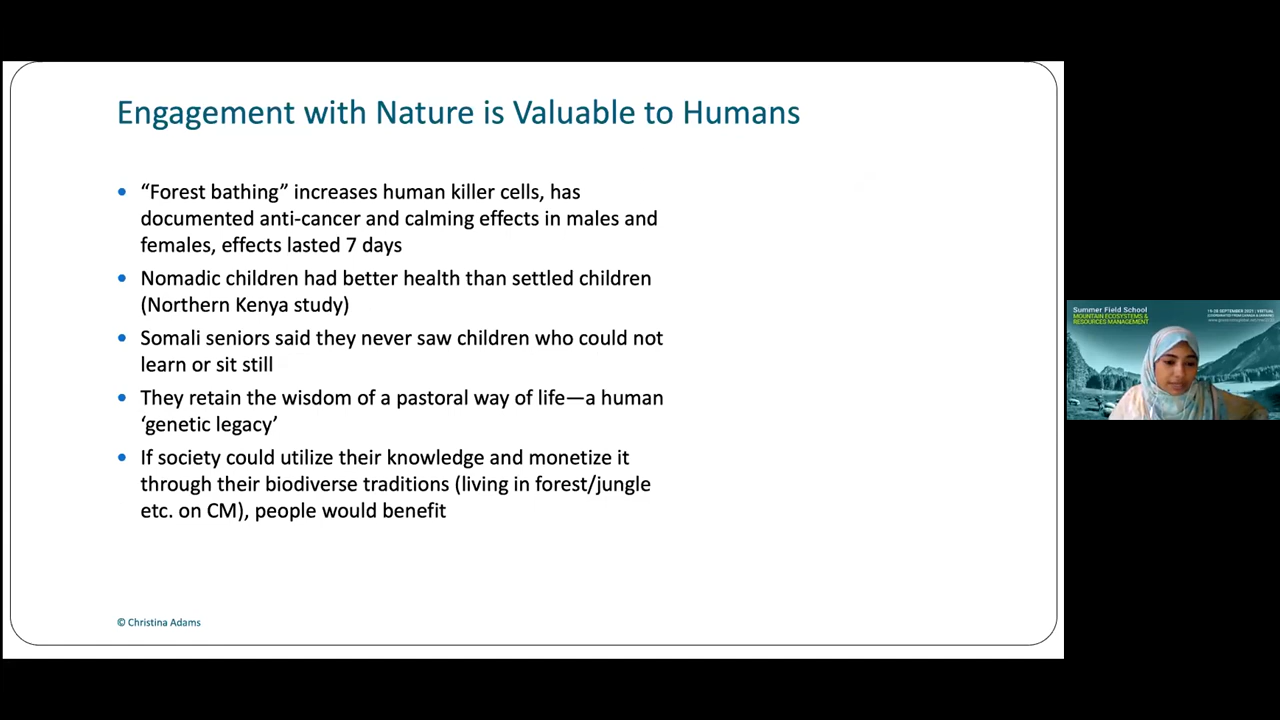 Engagement with Nature is Valuable to Humans
• “Forest bathing” increases human killer cells, has
documented anti-cancer and calming effects in males and
females, effects lasted 7 days
• Nomadic children had better health than settled children
(Northern Kenya study)
• Somali seniors said they never saw children who could not
learn or sit still
• They retain the wisdom of a pastoral way of life—a human
‘genetic legacy’
• If society could utilize their knowledge and monetize it
through their biodiverse traditions (living in forest/jungle
etc. on CM), people would benefit
© Christina Adams
Summer Field School
MOUNTAIN ECOSYSTEMS &
RESOURCES MANAGEMENT
SEPTEMBER 2021 | VIRTUAL